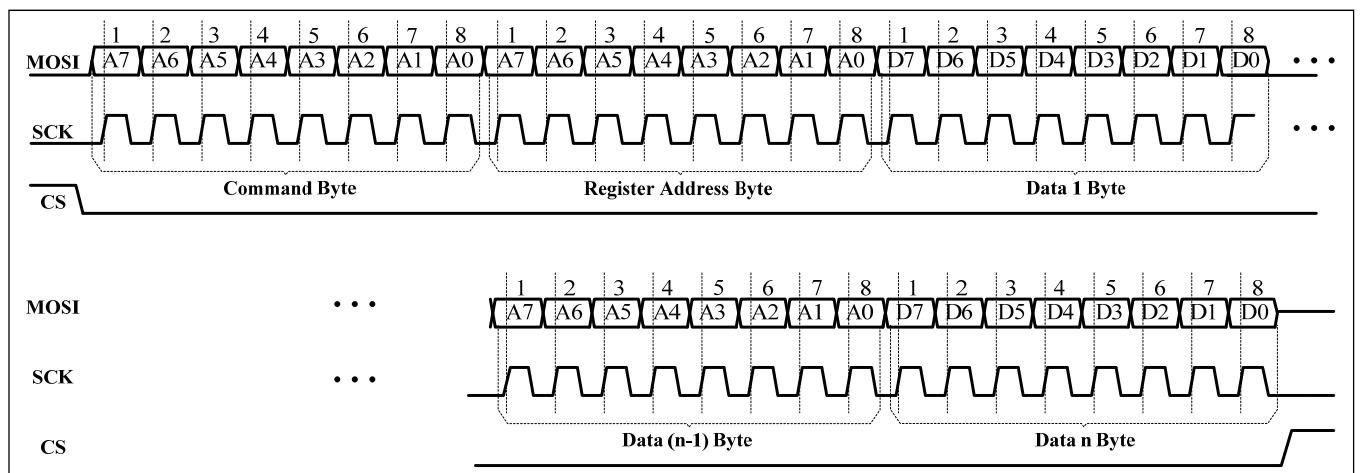 1 2 3 4 5 6 7 8 1 2 3 4 5 6 7 8 1 2 3 4 5 6 7 8
MOSI A7 A6 A5 A4 A3 A2 A1 A0 A7 A6 A5 A4 A3 A2 A1 A0 D7 D6 D5 D4 D3 D2 D1 D0 • • •
SCK • • •
Command Byte Register Address Byte Data 1 Byte
CS
1 2 3 4 5 6 7 8 1 2 3 4 5 6 7 8
MOSI • • • A7 A6 A5 A4 A3 A2 A1 A0 D7 D6 D5 D4 D3 D2 D1 D0
SCK • • •
Data (n-1) Byte Data n Byte
CS